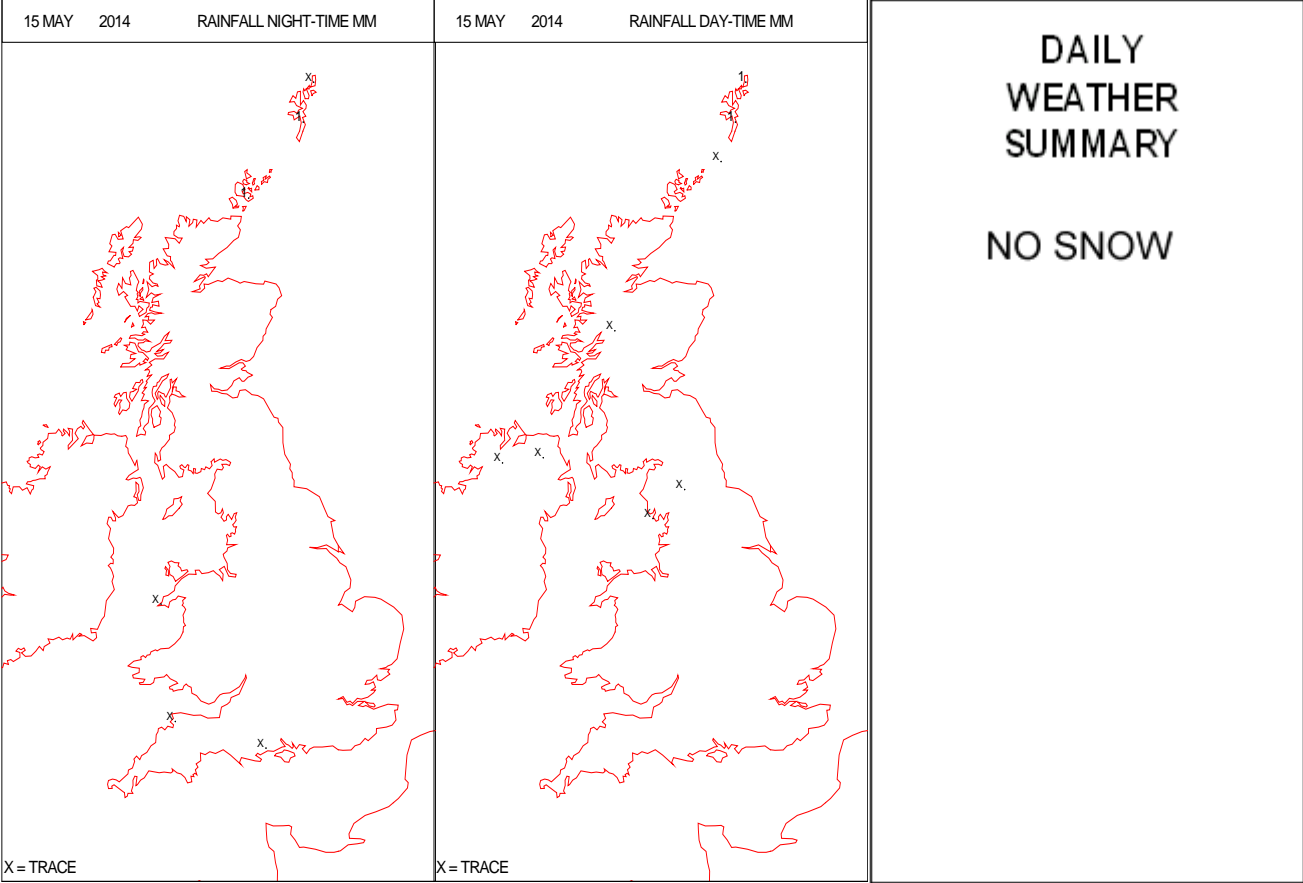 15 MAY 2014 RAINFALL NIGHT-TIME MM
X
1
1
X
X
X
X = TRACE
15 MAY 2014 RAINFALL DAY-TIME MM
1
1
X
X
X
X
X
X
X = TRACE
DAILY
WEATHER
SUMMARY
NO SNOW